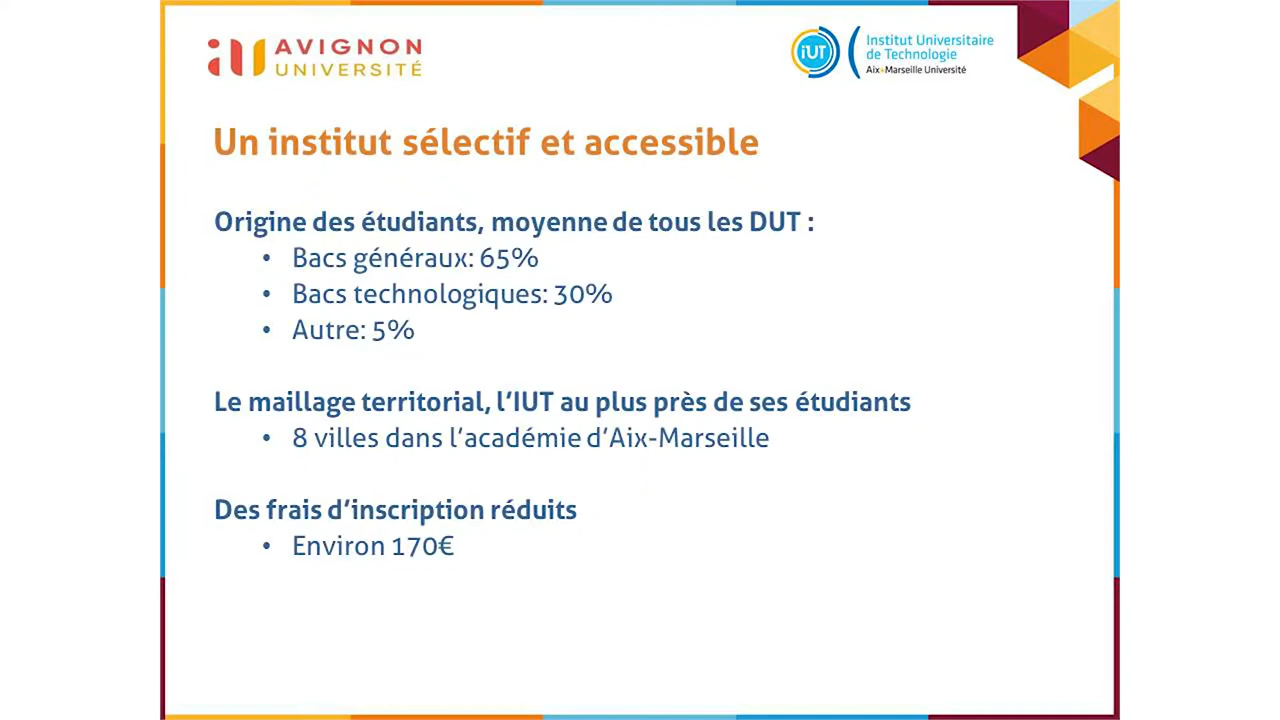 AVIGNON
UNIVERSITÉ
iUT
Institut Universitaire
de Technologie
Aix+Marseille Université
Un institut sélectif et accessible
Origine des étudiants, moyenne de tous les DUT :
• Bacs généraux: 65%
• Bacs technologiques: 30%
• Autre: 5%
Le maillage territorial, l’IUT au plus près de ses étudiants
• 8 villes dans l’académie d’Aix-Marseille
Des frais d’inscription réduits
• Environ 170€